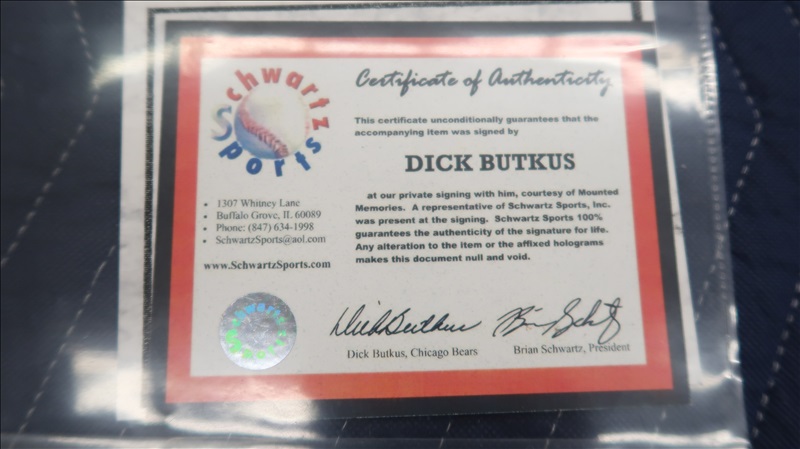 Schwartz
Sports
Certificate of Authenticity
This certificate unconditionally guarantees that the
accompanying item was signed by
DICK BUTKUS
at our private signing with him, courtesy of Mounted
Memories. A representative of Schwartz Sports, Inc.
was present at the signing. Schwartz Sports 100%
guarantees the authenticity of the signature for life.
Any alteration to the item or the affixed holograms
makes this document null and void.
• 1307 Whitney Lane
• Buffalo Grove, IL 60089
• Phone: (847) 634-1998
• SchwartzSports@aol.com
www.SchwartzSports.com
Schwartz
Dick Butkus
Dick Butkus, Chicago Bears
Brian Schwartz, President